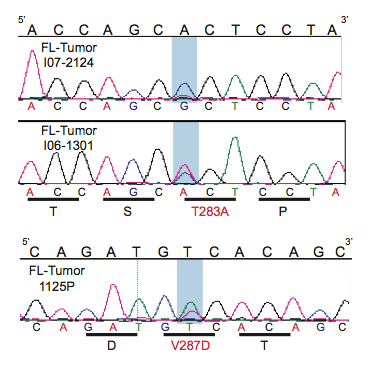 5' A C C A G C A C T C C T A 3'
FL-Tumor
I07-2124
A C C A G C G C T C C T A
FL-Tumor
I06-1301
A C C A G C A C T C C T A
T S T283A P
5' C A G A T G T C A C A G C 3'
FL-Tumor
1125P
C A G A T G T C A C A G C
D V287D T